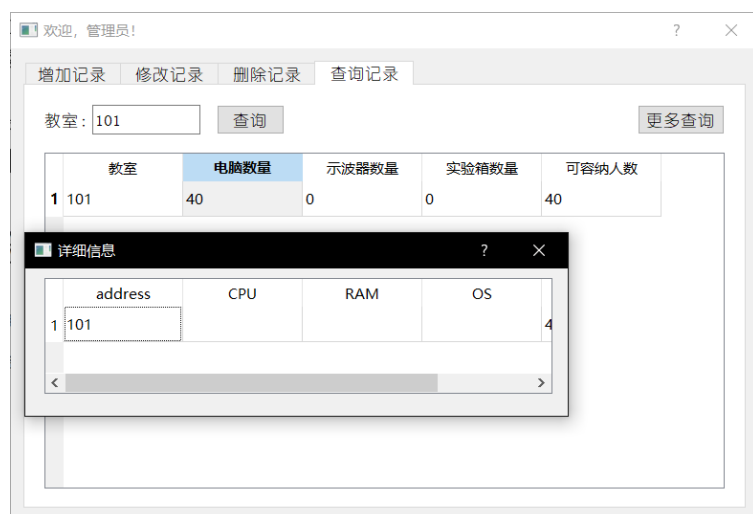 欢迎，管理员！ ?
增加记录 修改记录 删除记录 查询记录
教室: 101 查询 更多查询
教室 电脑数量 示波器数量 实验箱数量 可容纳人数
1 101 40 0 0 40
详细信息 ?
address CPU RAM OS
1 101 4